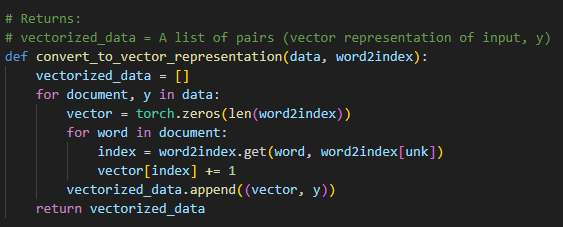 # Returns:
# vectorized_data = A list of pairs (vector representation of input, y)
def convert_to_vector_representation(data, word2index):
    vectorized_data = []
    for document, y in data:
        vector = torch.zeros(len(word2index))
        for word in document:
            index = word2index.get(word, word2index[unk])
            vector[index] += 1
        vectorized_data.append((vector, y))
    return vectorized_data